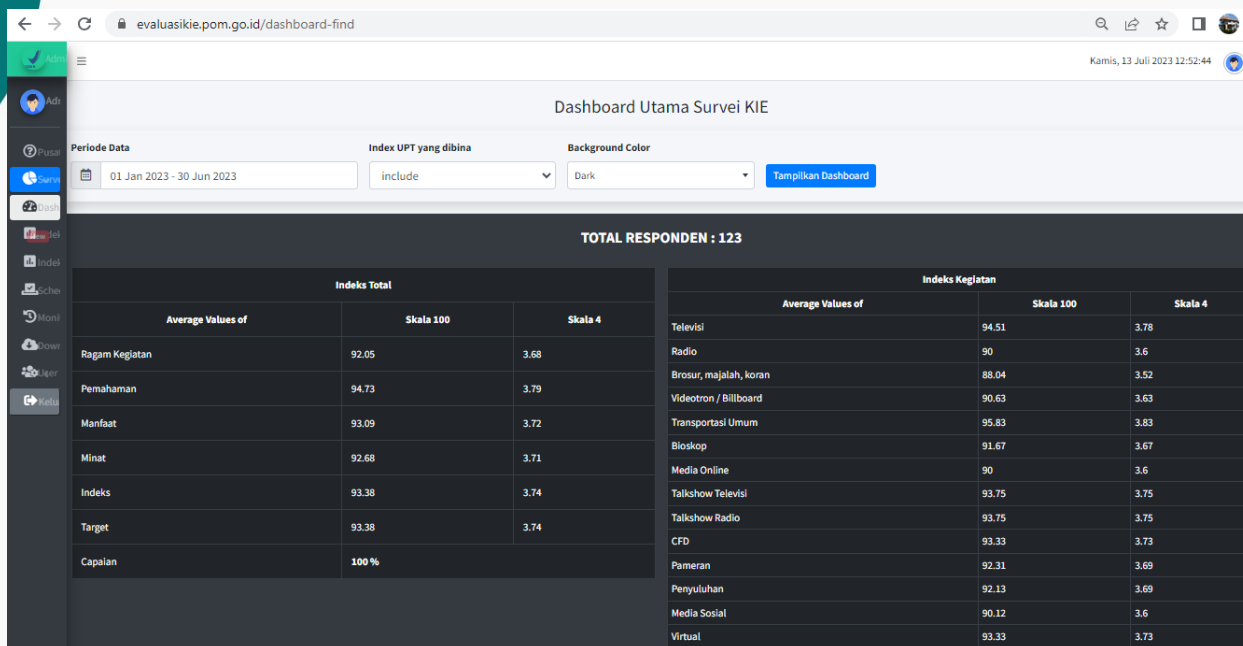 evaluasikie.pom.go.id/dashboard-find
Kamis, 13 Juli 2023 12:52:44
Dashboard Utama Survei KIE
Periode Data Index UPT yang dibina Background Color
01 Jan 2023 - 30 Jun 2023 include Dark Tampilkan Dashboard
TOTAL RESPONDEN : 123
Indeks Total
Average Values of Skala 100 Skala 4
Ragam Kegiatan 92.05 3.68
Pemahaman 94.73 3.79
Manfaat 93.09 3.72
Minat 92.68 3.71
Indeks 93.38 3.74
Target 93.38 3.74
Capaian 100 %
Indeks Kegiatan
Average Values of Skala 100 Skala 4
Televisi 94.51 3.78
Radio 90 3.6
Brosur, majalah, koran 88.04 3.52
Videotron / Billboard 90.63 3.63
Transportasi Umum 95.83 3.83
Bioskop 91.67 3.67
Media Online 90 3.6
Talkshow Televisi 93.75 3.75
Talkshow Radio 93.75 3.75
CFD 93.33 3.73
Pameran 92.31 3.69
Penyuluhan 92.13 3.69
Media Sosial 90.12 3.6
Virtual 93.33 3.73